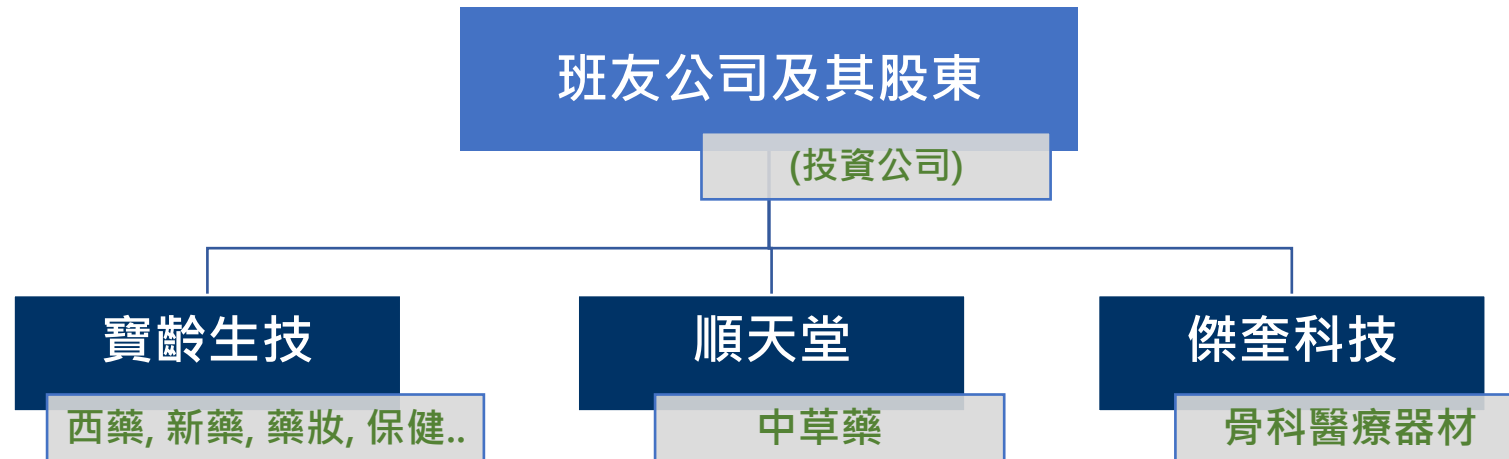 班友公司及其股東
(投資公司)
寶齡生技
西藥, 新藥, 藥妝, 保健..
順天堂
中草藥
傑奎科技
骨科醫療器材